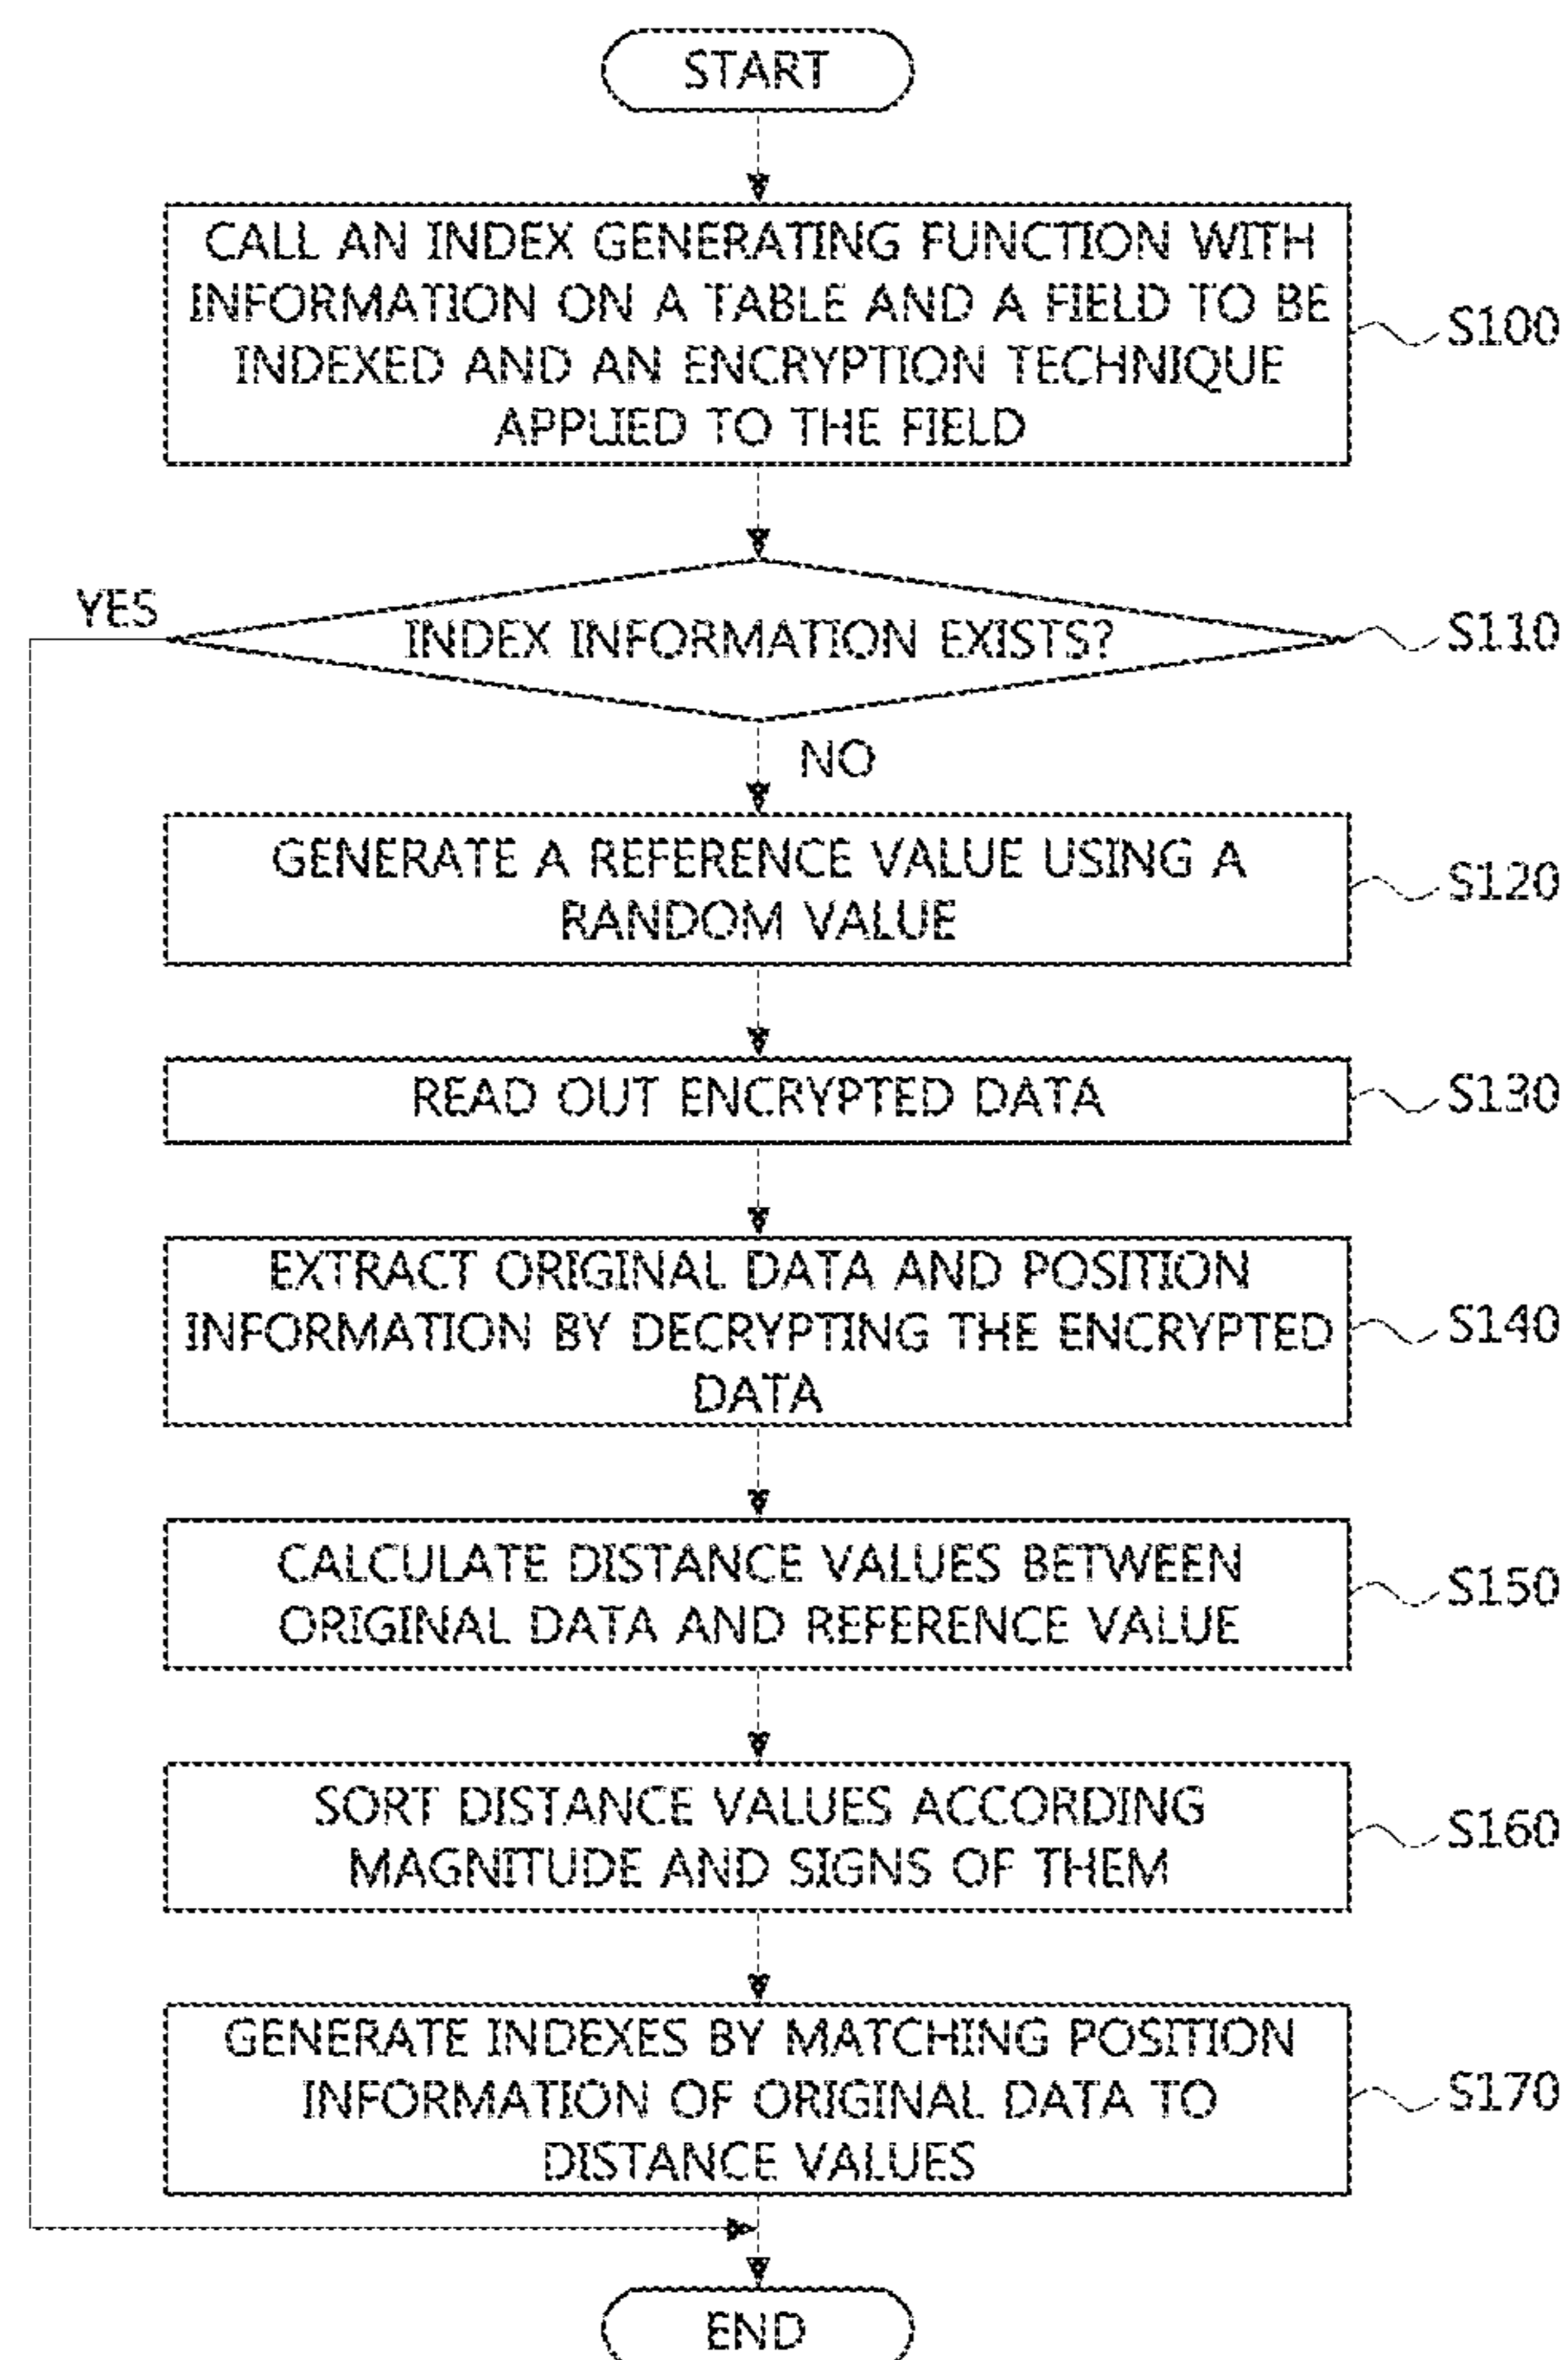 START
CALL AN INDEX GENERATING FUNCTION WITH
INFORMATION ON A TABLE AND A FIELD TO BE
INDEXED AND AN ENCRYPTION TECHNIQUE
APPLIED TO THE FIELD
S100
YES
INDEX INFORMATION EXISTS?
S110
NO
GENERATE A REFERENCE VALUE USING A
RANDOM VALUE
S120
READ OUT ENCRYPTED DATA
S130
EXTRACT ORIGINAL DATA AND POSITION
INFORMATION BY DECRYPTING THE ENCRYPTED
DATA
S140
CALCULATE DISTANCE VALUES BETWEEN
ORIGINAL DATA AND REFERENCE VALUE
S150
SORT DISTANCE VALUES ACCORDING
MAGNITUDE AND SIGNS OF THEM
S160
GENERATE INDEXES BY MATCHING POSITION
INFORMATION OF ORIGINAL DATA TO
DISTANCE VALUES
S170
END